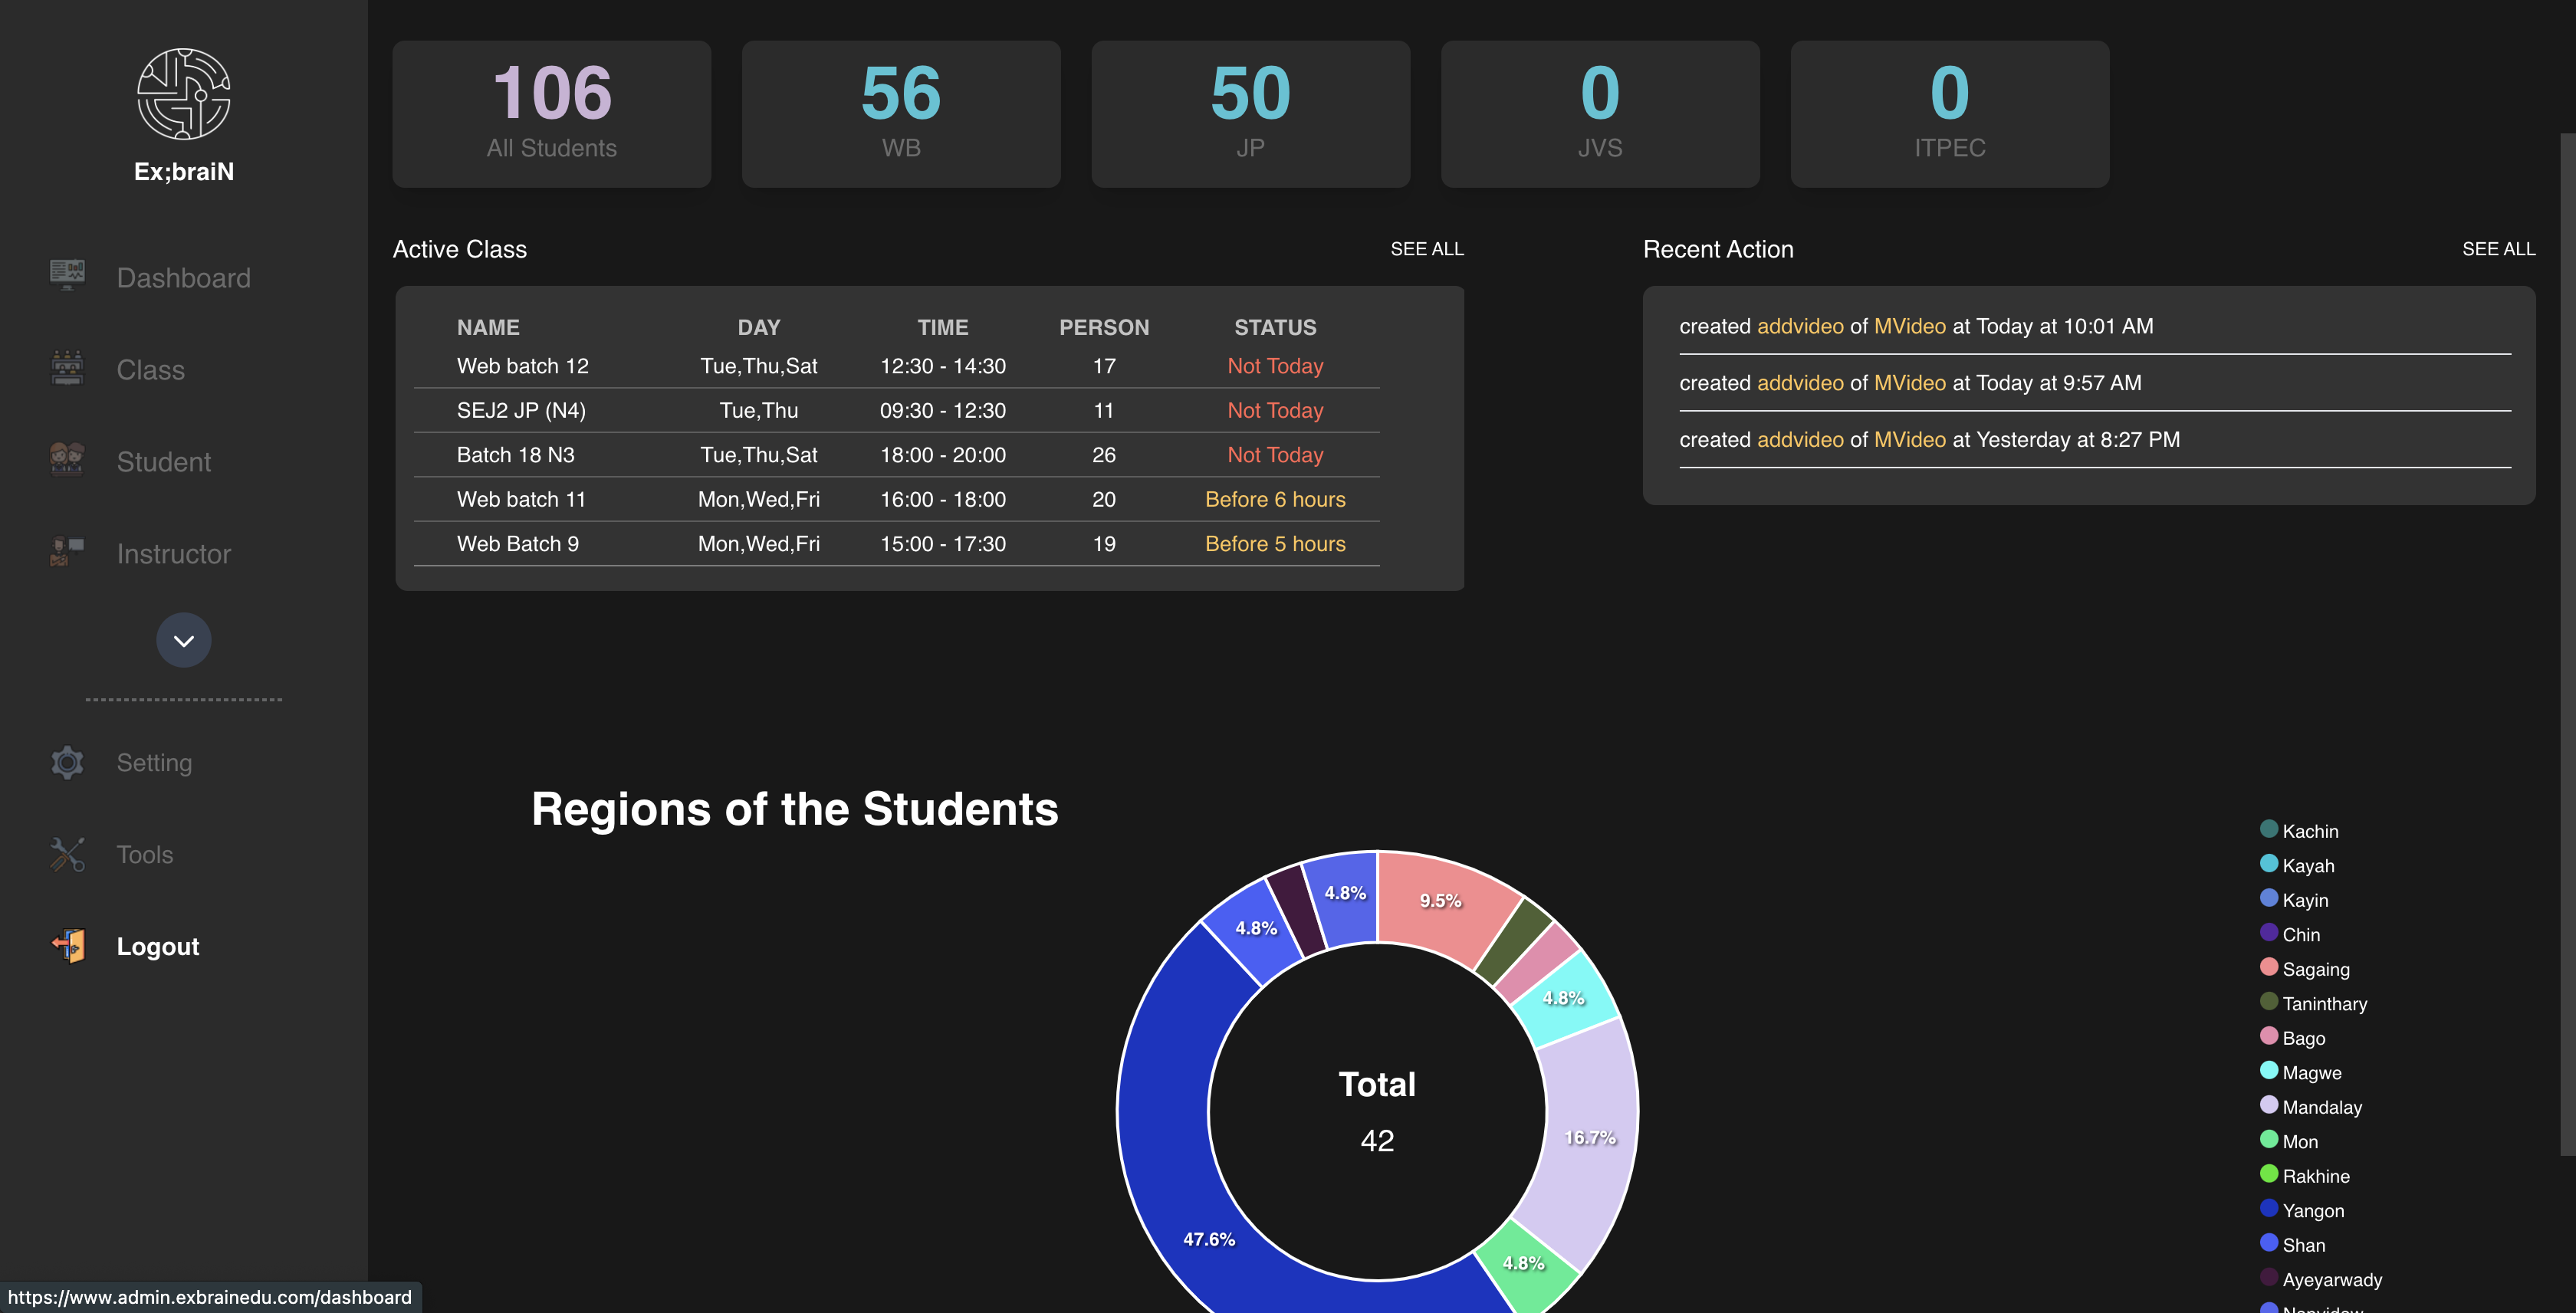 Ex;braiN
Dashboard
Class
Student
Instructor
Setting
Tools
Logout
106
All Students
56
WB
50
JP
0
JVS
0
ITPEC
Active Class
SEE ALL
NAME DAY TIME PERSON STATUS
Web batch 12 Tue,Thu,Sat 12:30 - 14:30 17 Not Today
SEJ2 JP (N4) Tue,Thu 09:30 - 12:30 11 Not Today
Batch 18 N3 Tue,Thu,Sat 18:00 - 20:00 26 Not Today
Web batch 11 Mon,Wed,Fri 16:00 - 18:00 20 Before 6 hours
Web Batch 9 Mon,Wed,Fri 15:00 - 17:30 19 Before 5 hours
Recent Action
SEE ALL
created addvideo of MVideo at Today at 10:01 AM
created addvideo of MVideo at Today at 9:57 AM
created addvideo of MVideo at Yesterday at 8:27 PM
Regions of the Students
4.8%
9.5%
4.8%
4.8%
16.7%
47.6%
4.8%
Total
42
Kachin
Kayah
Kayin
Chin
Sagaing
Taninthary
Bago
Magwe
Mandalay
Mon
Rakhine
Yangon
Shan
Ayeyarwady
https://www.admin.exbrainedu.com/dashboard